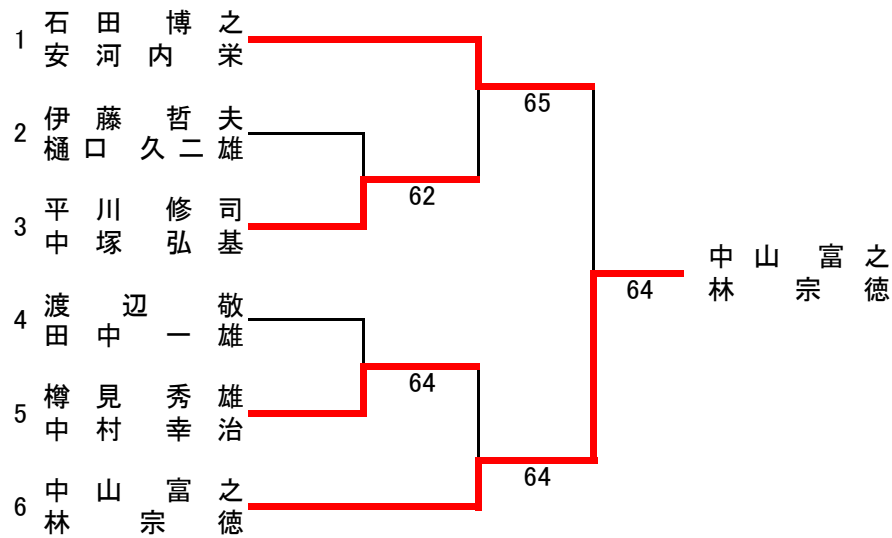 1 石田 博之
安河内 栄
2 伊藤 哲夫
樋口 久二雄
3 平川 修司
中塚 弘基
4 渡辺 敬
田中 一雄
5 樽見 秀雄
中村 幸治
6 中山 富之
林 宗徳
65
62
64
64
64
中山 富之
林 宗徳